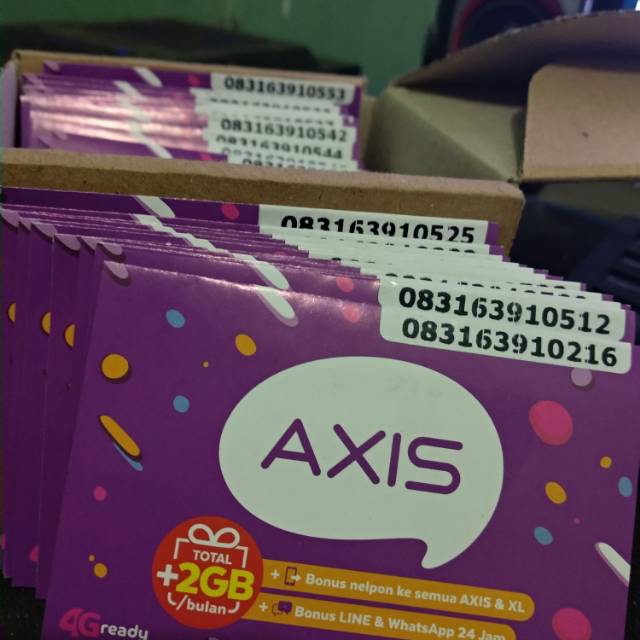 083163910553
083163910542
083163910544
083163910525
083163910512
083163910216
AXIS
TOTAL
+2GB
/bulan
+ Bonus nelpon ke semua AXIS & XL
+ Bonus LINE & WhatsApp 24 Jam
4G ready